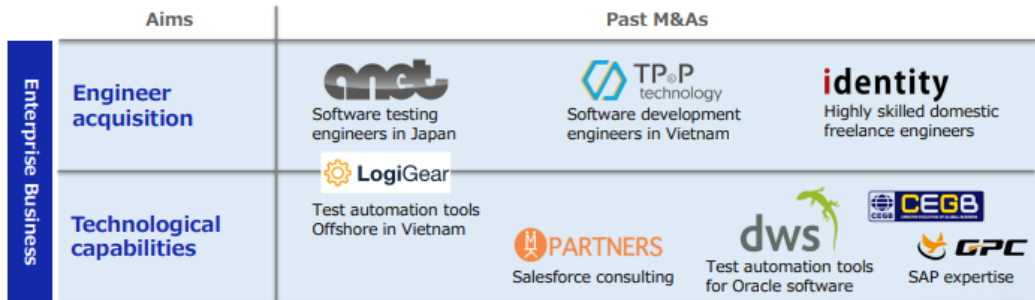 Aims
Past M&As
Enterprise Business
Engineer
acquisition
anet
Software testing
engineers in Japan
TP&P
technology
Software development
engineers in Vietnam
identity
Highly skilled domestic
freelance engineers
LogiGear
Technological
capabilities
Test automation tools
Offshore in Vietnam
PARTNERS
Salesforce consulting
dws
Test automation tools
for Oracle software
CEGB
CEGB
GPC
SAP expertise